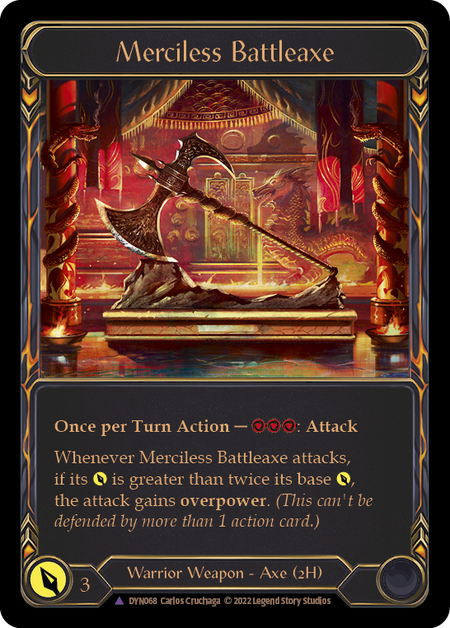 Merciless Battleaxe
Once per Turn Action — : Attack
Whenever Merciless Battleaxe attacks,
if its is greater than twice its base ,
the attack gains overpower. (This can't be
defended by more than 1 action card.)
3
Warrior Weapon - Axe (2H)
DYN068 Carlos Cruchaga © 2022 Legend Story Studios